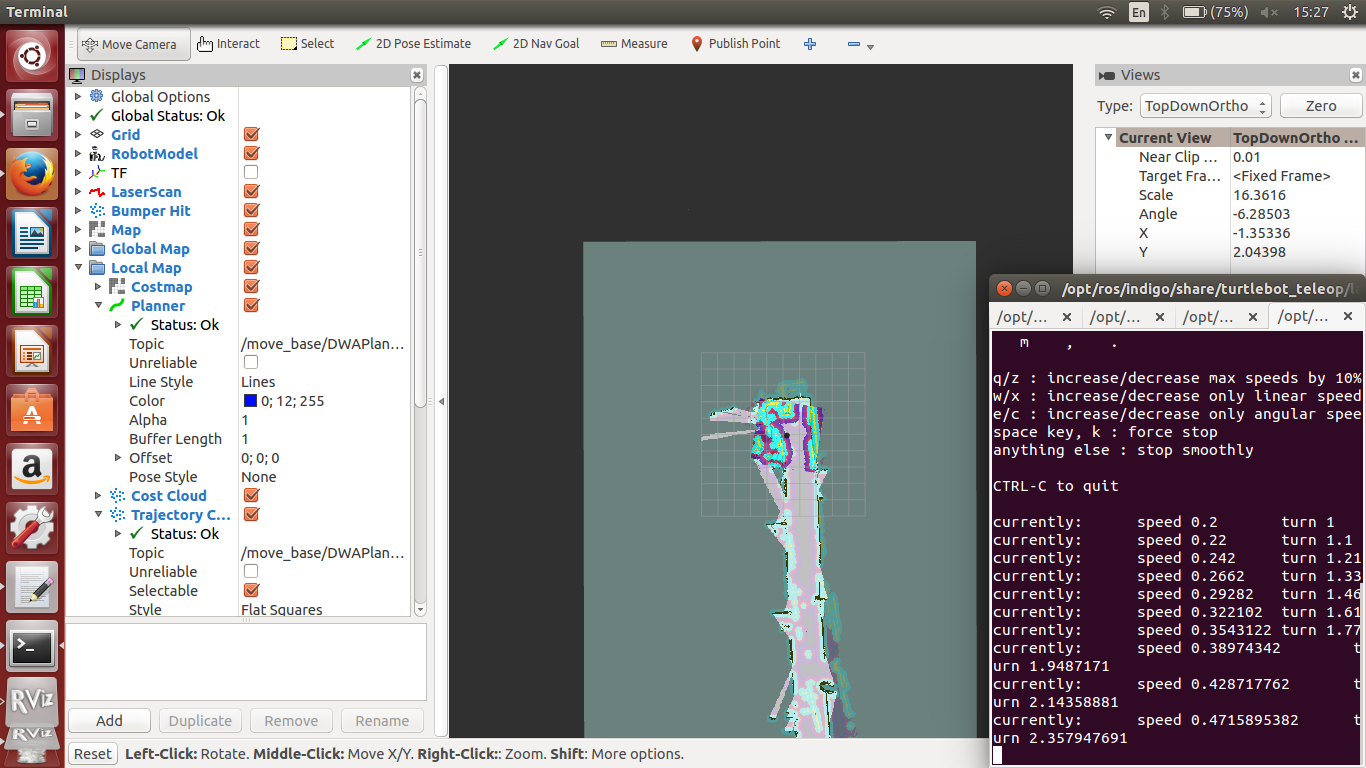 Terminal
En
(75%)
15:27
Move Camera
Interact
Select
2D Pose Estimate
2D Nav Goal
Measure
Publish Point
Displays
Global Options
Global Status: Ok
Grid
RobotModel
TF
LaserScan
Bumper Hit
Map
Global Map
Local Map
Costmap
Planner
Status: Ok
Topic /move_base/DWAPlan...
Unreliable
Line Style Lines
Color 0; 12; 255
Alpha 1
Buffer Length 1
Offset 0; 0; 0
Pose Style None
Cost Cloud
Trajectory C...
Status: Ok
Topic /move_base/DWAPlan...
Unreliable
Selectable
Style Flat Squares
Add
Duplicate
Remove
Rename
Reset
Left-Click: Rotate. Middle-Click: Move X/Y. Right-Click:: Zoom. Shift: More options.
Views
Type: TopDownOrtho Zero
Current View TopDownOrtho ...
Near Clip ... 0.01
Target Fra... <Fixed Frame>
Scale 16.3616
Angle -6.28503
X -1.35336
Y 2.04398
/opt/ros/indigo/share/turtlebot_teleop/l
/opt/...
/opt/...
/opt/...
/opt/...
m , .
q/z : increase/decrease max speeds by 10%
w/x : increase/decrease only linear speed
e/c : increase/decrease only angular spee
space key, k : force stop
anything else : stop smoothly
CTRL-C to quit
currently: speed 0.2 turn 1
currently: speed 0.22 turn 1.1
currently: speed 0.242 turn 1.21
currently: speed 0.2662 turn 1.33
currently: speed 0.29282 turn 1.46
currently: speed 0.322102 turn 1.61
currently: speed 0.3543122 turn 1.77
currently: speed 0.38974342 t
urn 1.9487171
currently: speed 0.428717762 t
urn 2.14358881
currently: speed 0.4715895382 t
urn 2.357947691
RViz
RViz